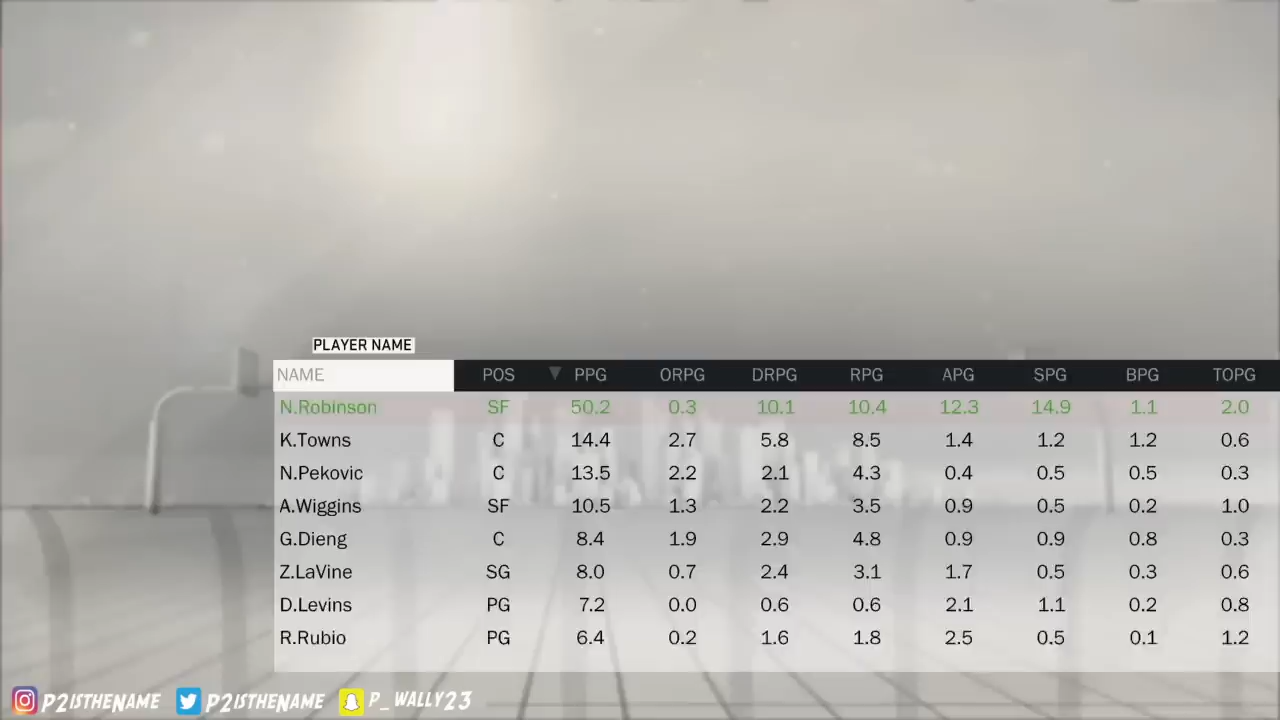 PLAYER NAME
NAME POS PPG ORPG DRPG RPG APG SPG BPG TOPG
N.Robinson SF 50.2 0.3 10.1 10.4 12.3 14.9 1.1 2.0
K.Towns C 14.4 2.7 5.8 8.5 1.4 1.2 1.2 0.6
N.Pekovic C 13.5 2.2 2.1 4.3 0.4 0.5 0.5 0.3
A.Wiggins SF 10.5 1.3 2.2 3.5 0.9 0.5 0.2 1.0
G.Dieng C 8.4 1.9 2.9 4.8 0.9 0.9 0.8 0.3
Z.LaVine SG 8.0 0.7 2.4 3.1 1.7 0.5 0.3 0.6
D.Levins PG 7.2 0.0 0.6 0.6 2.1 1.1 0.2 0.8
R.Rubio PG 6.4 0.2 1.6 1.8 2.5 0.5 0.1 1.2
P2ISTHENAME P2ISTHENAME P_WALLY23